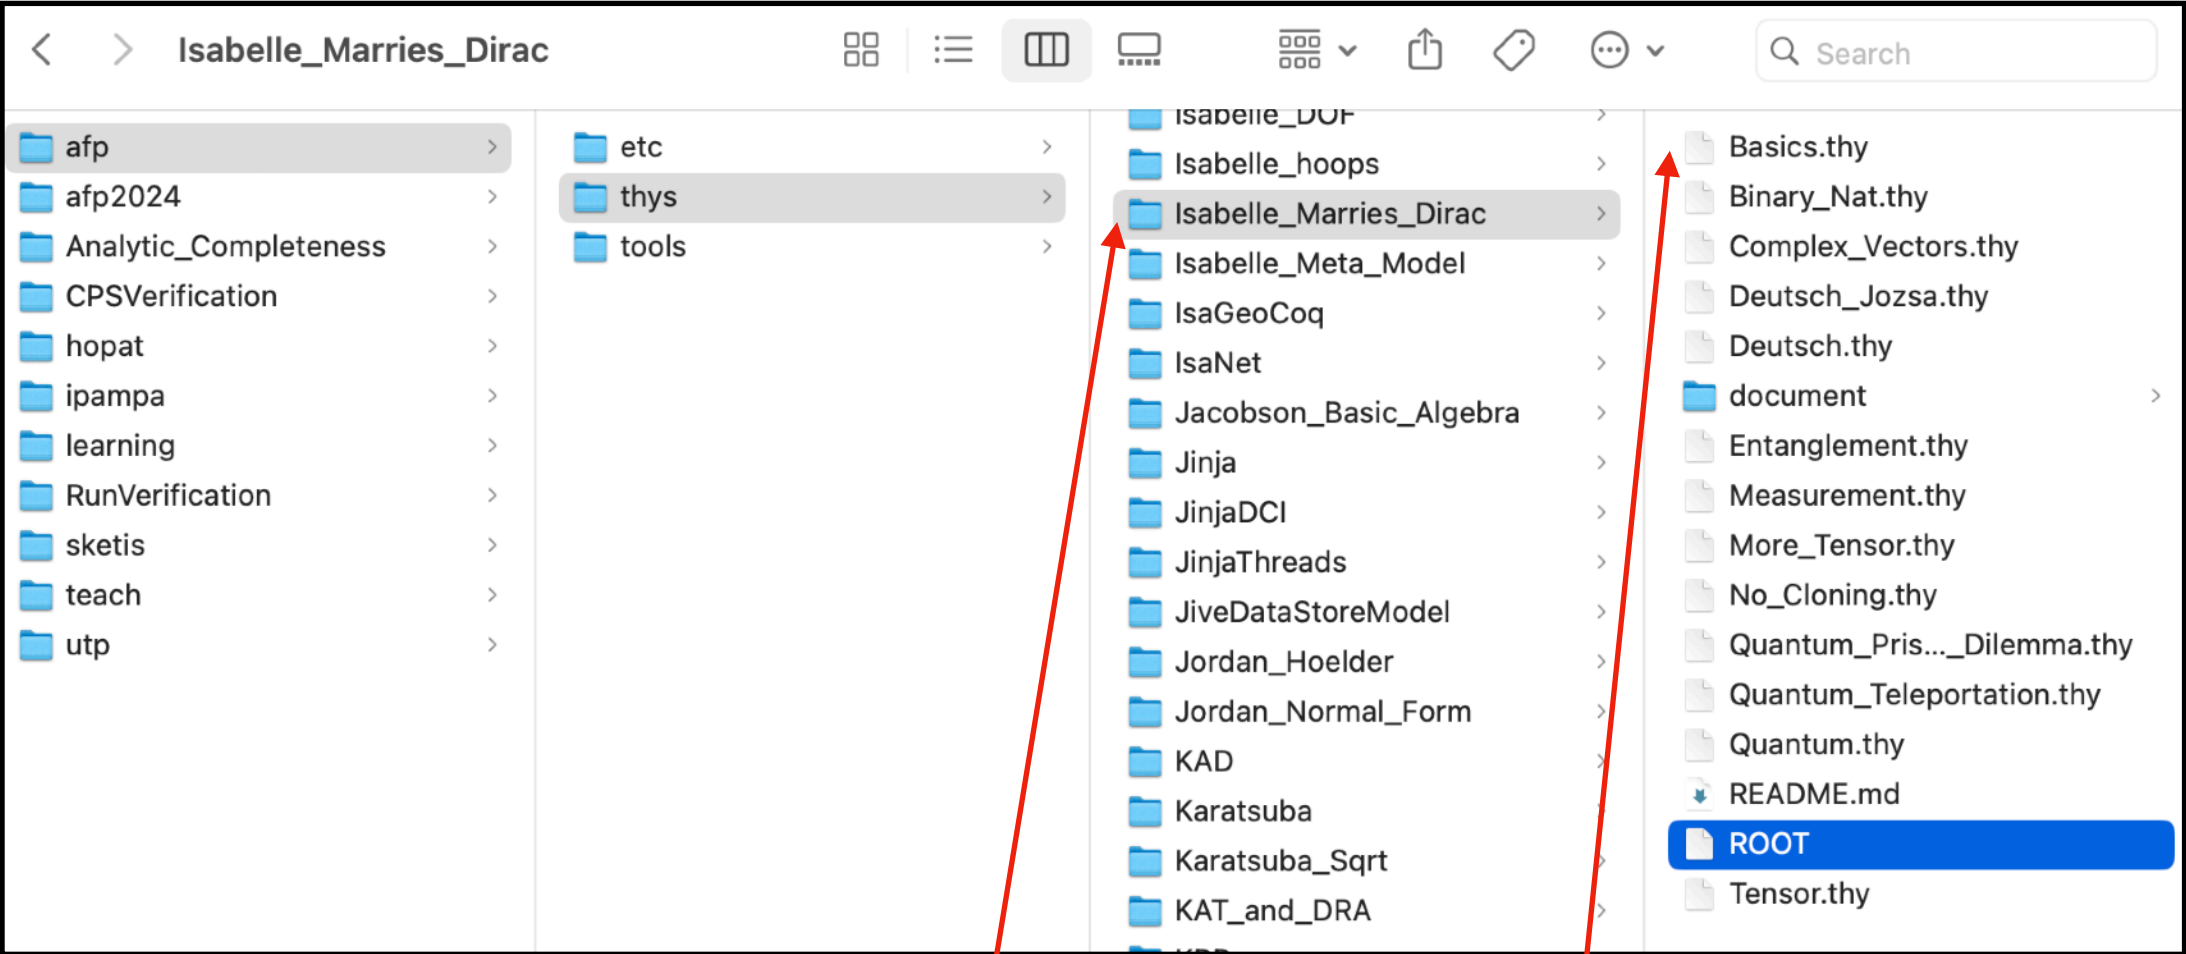 Isabelle_Marries_Dirac
Search
afp
afp2024
Analytic_Completeness
CPSVerification
hopat
ipampa
learning
RunVerification
sketis
teach
utp
etc
thys
tools
Isabelle_DOF
Isabelle_hoops
Isabelle_Marries_Dirac
Isabelle_Meta_Model
IsaGeoCoq
IsaNet
Jacobson_Basic_Algebra
Jinja
JinjaDCI
JinjaThreads
JiveDataStoreModel
Jordan_Hoelder
Jordan_Normal_Form
KAD
Karatsuba
Karatsuba_Sqrt
KAT_and_DRA
Basics.thy
Binary_Nat.thy
Complex_Vectors.thy
Deutsch_Jozsa.thy
Deutsch.thy
document
Entanglement.thy
Measurement.thy
More_Tensor.thy
No_Cloning.thy
Quantum_Pris..._Dilemma.thy
Quantum_Teleportation.thy
Quantum.thy
README.md
ROOT
Tensor.thy